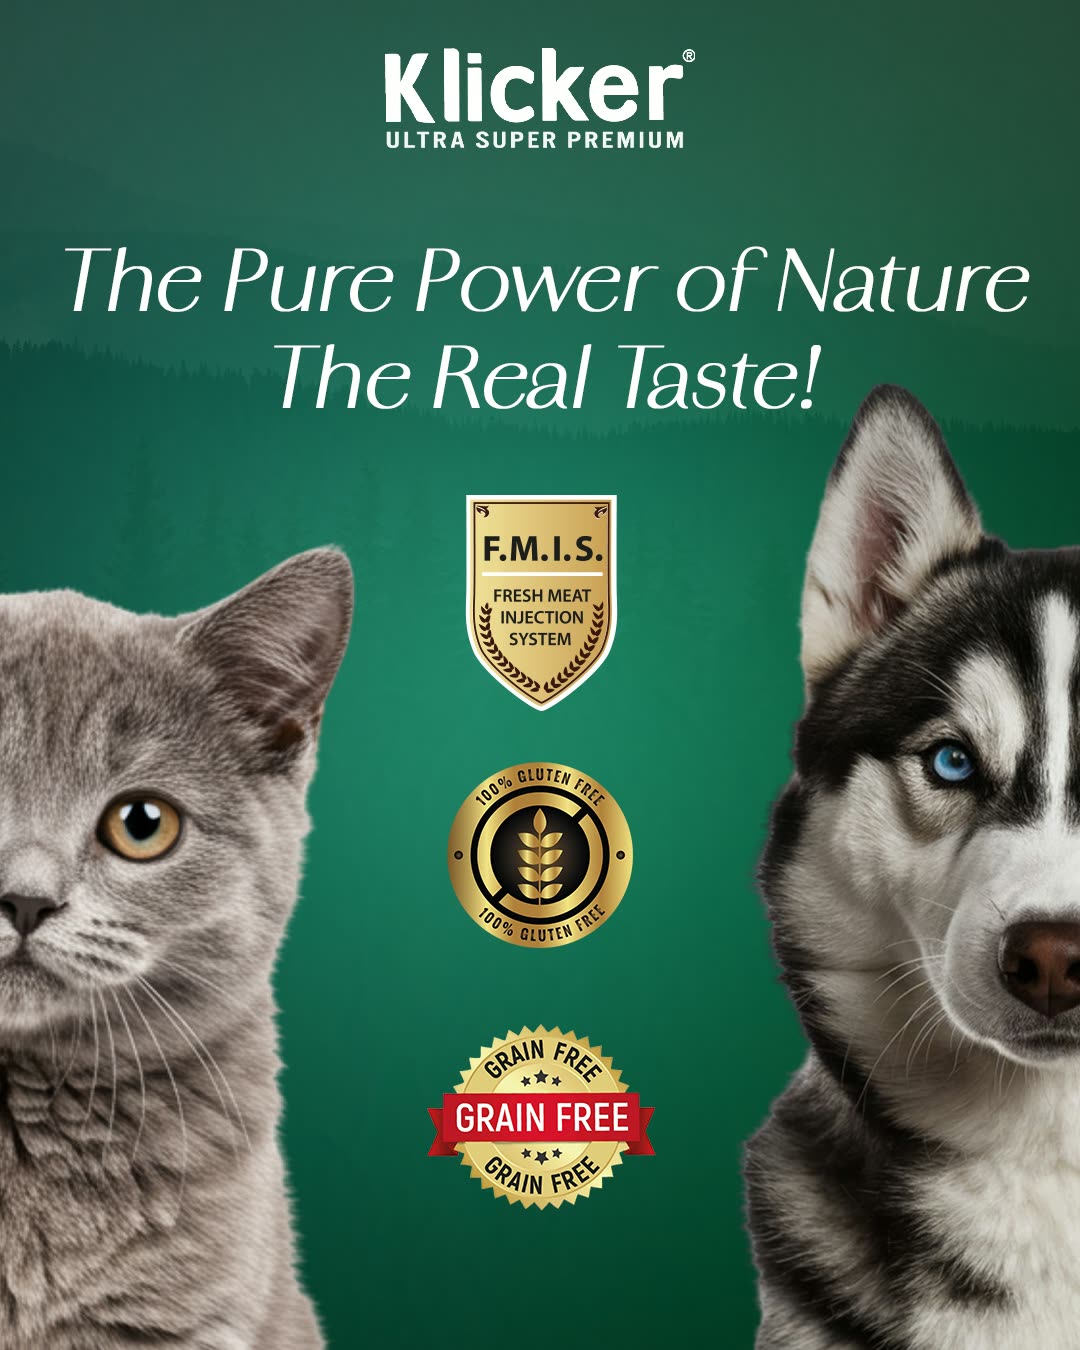 Klicker®
ULTRA SUPER PREMIUM
The Pure Power of Nature
The Real Taste!
F.M.I.S.
FRESH MEAT
INJECTION
SYSTEM
100% GLUTEN FREE
100% GLUTEN FREE
GRAIN FREE
GRAIN FREE
GRAIN FREE